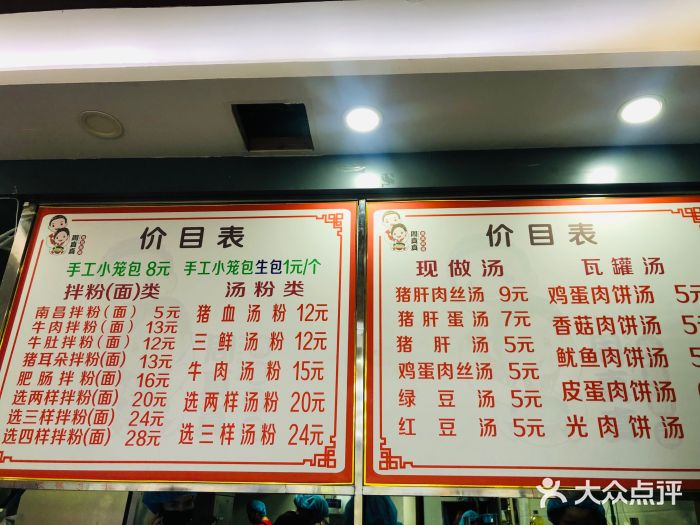 价目表
手工小笼包 8元 手工小笼包生包1元/个
拌粉(面)类
南昌拌粉(面) 5元
牛肉拌粉(面) 13元
牛肚拌粉(面) 12元
猪耳朵拌粉(面) 13元
肥肠拌粉(面) 16元
选两样拌粉(面) 20元
选三样拌粉(面) 24元
选四样拌粉(面) 28元
汤粉类
猪血汤粉 12元
三鲜汤粉 12元
牛肉汤粉 15元
选两样汤粉 20元
选三样汤粉 24元
周真真
价目表
现做汤
猪肝肉丝汤 9元
猪肝蛋汤 7元
猪肝汤 5元
鸡蛋肉丝汤 5元
绿豆汤 5元
红豆汤 5元
瓦罐汤
鸡蛋肉饼汤 5元
香菇肉饼汤 5
鱿鱼肉饼汤 5
皮蛋肉饼汤
光肉饼汤 5
大众点评